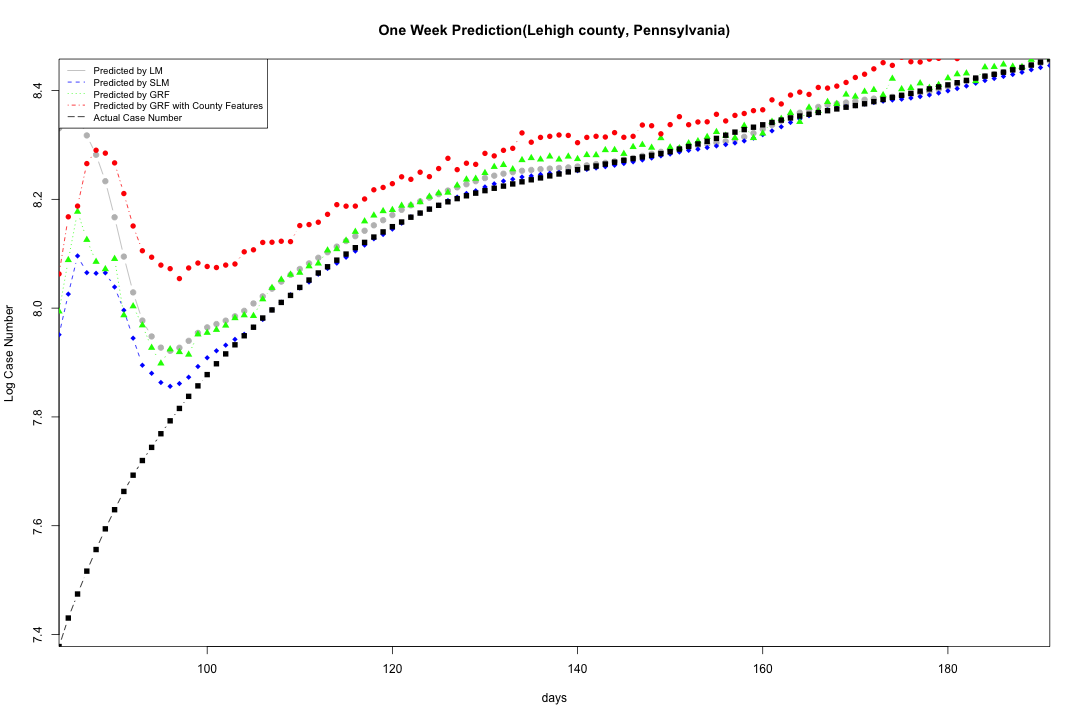 One Week Prediction(Lehigh county, Pennsylvania)
Predicted by LM
Predicted by SLM
Predicted by GRF
Predicted by GRF with County Features
Actual Case Number
Log Case Number
8.4
8.2
8.0
7.8
7.6
7.4
100 120 140 160 180
days